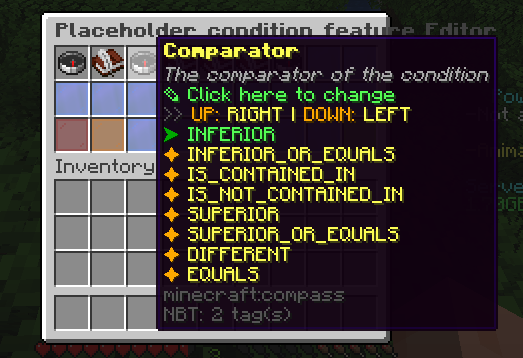 Placeholder condition feature Editor
Comparator
The comparator of the condition
✎ Click here to change
>> UP: RIGHT | DOWN: LEFT
➤ INFERIOR
✦ INFERIOR_OR_EQUALS
✦ IS_CONTAINED_IN
✦ IS_NOT_CONTAINED_IN
✦ SUPERIOR
✦ SUPERIOR_OR_EQUALS
✦ DIFFERENT
✦ EQUALS
minecraft:compass
NBT: 2 tag(s)
Inventory